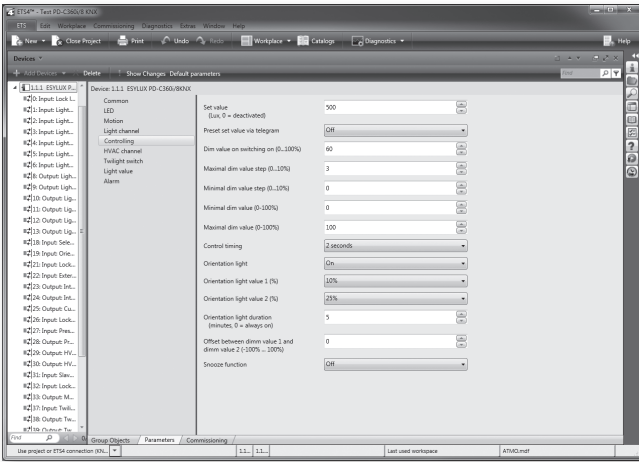 ETS4™ - Test PD-C360i/8 KNX
ETS Edit Workplace Commissioning Diagnostics Extras Window Help
New Close Project Print Undo Redo Workplace Catalogs Diagnostics Help
Devices
Add Devices Delete Show Changes Default parameters Find
1.1.1 ESYLUX P...
0: Input: Lock I...
1: Input: Light...
2: Input: Light...
3: Input: Light...
4: Input: Light...
5: Input: Light...
6: Input: Light...
8: Output: Ligh...
9: Output: Ligh...
10: Output: Lig...
11: Output: Lig...
12: Output: Lig...
13: Output: Lig...
18: Input: Sele...
19: Input: Orie...
21: Input: Lock...
22: Input: Exter...
23: Output: Int...
24: Output: Int...
25: Output: Cu...
26: Input: Lock...
27: Input: Pres...
28: Output: Pr...
29: Output: HV...
30: Output: HV...
31: Input: Slav...
32: Input: Lock...
33: Output: M...
37: Input: Twili...
38: Output: Tw...
39: Output: Tw...
Find
Device: 1.1.1 ESYLUX PD-C360i/8KNX
Common
LED
Motion
Light channel
Controlling
HVAC channel
Twilight switch
Light value
Alarm
Set value
(Lux, 0 = deactivated)
500
Preset set value via telegram Off
Dim value on switching on (0...100%) 60
Maximal dim value step (0...10%) 3
Minimal dim value step (0...10%) 0
Minimal dim value (0-100%) 0
Maximal dim value (0-100%) 100
Control timing 2 seconds
Orientation light On
Orientation light value 1 (%) 10%
Orientation light value 2 (%) 25%
Orientation light duration
(minutes, 0 = always on)
5
Offset between dimm value 1 and
dimm value 2 (-100% ... 100%)
0
Snooze function Off
Group Objects Parameters Commissioning
Use project or ETS4 connection (KN... 1.1... 1.1... Last used workspace ATMO.mdf